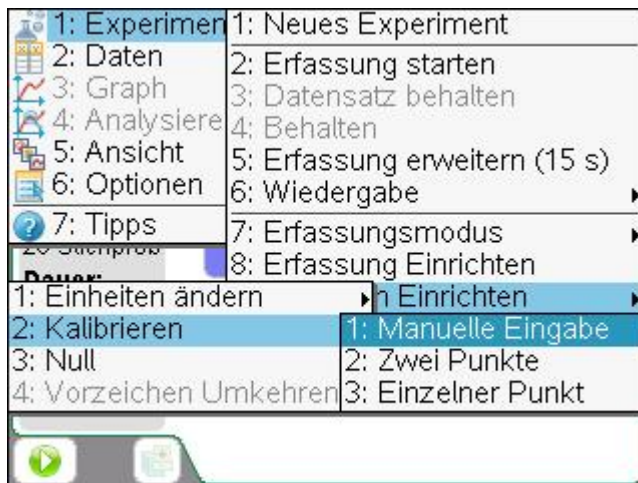 1: Experimen
2: Daten
3: Graph
4: Analysiere
5: Ansicht
6: Optionen
7: Tipps
1: Neues Experiment
2: Erfassung starten
3: Datensatz behalten
4: Behalten
5: Erfassung erweitern (15 s)
6: Wiedergabe
7: Erfassungsmodus
8: Erfassung Einrichten
n Einrichten
Dauer:
1: Einheiten ändern
2: Kalibrieren
3: Null
4: Vorzeichen Umkehren
1: Manuelle Eingabe
2: Zwei Punkte
3: Einzelner Punkt